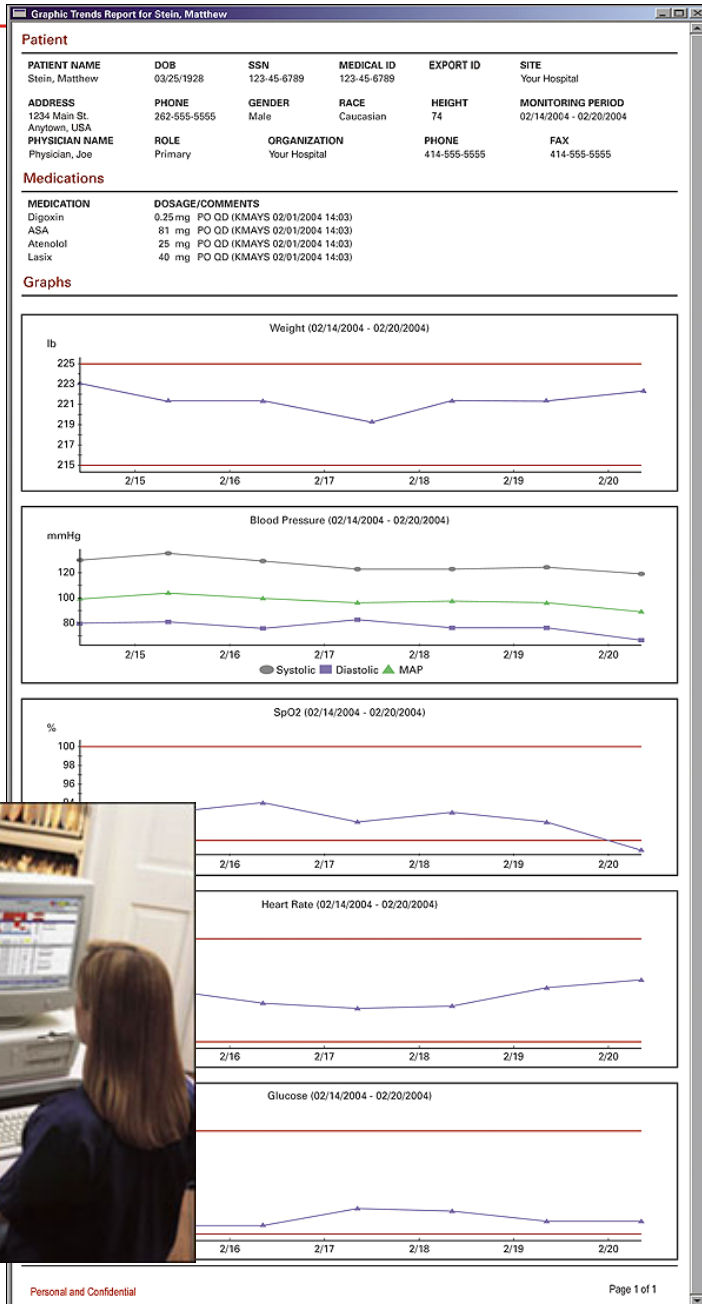 Graphic Trends Report for Stein, Matthew
Patient
PATIENT NAME DOB SSN MEDICAL ID EXPORT ID SITE
Stein, Matthew 03/25/1928 123-45-6789 123-45-6789 Your Hospital
ADDRESS PHONE GENDER RACE HEIGHT MONITORING PERIOD
1234 Main St. 262-555-5555 Male Caucasian 74 02/14/2004 - 02/20/2004
Anytown, USA
PHYSICIAN NAME ROLE ORGANIZATION PHONE FAX
Physician, Joe Primary Your Hospital 414-555-5555 414-555-5555
Medications
MEDICATION DOSAGE/COMMENTS
Digoxin 0.25 mg PO QD (KMAYS 02/01/2004 14:03)
ASA 81 mg PO QD (KMAYS 02/01/2004 14:03)
Atenolol 25 mg PO QD (KMAYS 02/01/2004 14:03)
Lasix 40 mg PO QD (KMAYS 02/01/2004 14:03)
Graphs
Weight (02/14/2004 - 02/20/2004)
lb
225
223
221
219
217
215
2/15 2/16 2/17 2/18 2/19 2/20
Blood Pressure (02/14/2004 - 02/20/2004)
mmHg
120
100
80
2/15 2/16 2/17 2/18 2/19 2/20
Systolic Diastolic MAP
SpO2 (02/14/2004 - 02/20/2004)
%
100
98
96
94
2/16 2/17 2/18 2/19 2/20
Heart Rate (02/14/2004 - 02/20/2004)
2/16 2/17 2/18 2/19 2/20
Glucose (02/14/2004 - 02/20/2004)
2/16 2/17 2/18 2/19 2/20
Personal and Confidential Page 1 of 1